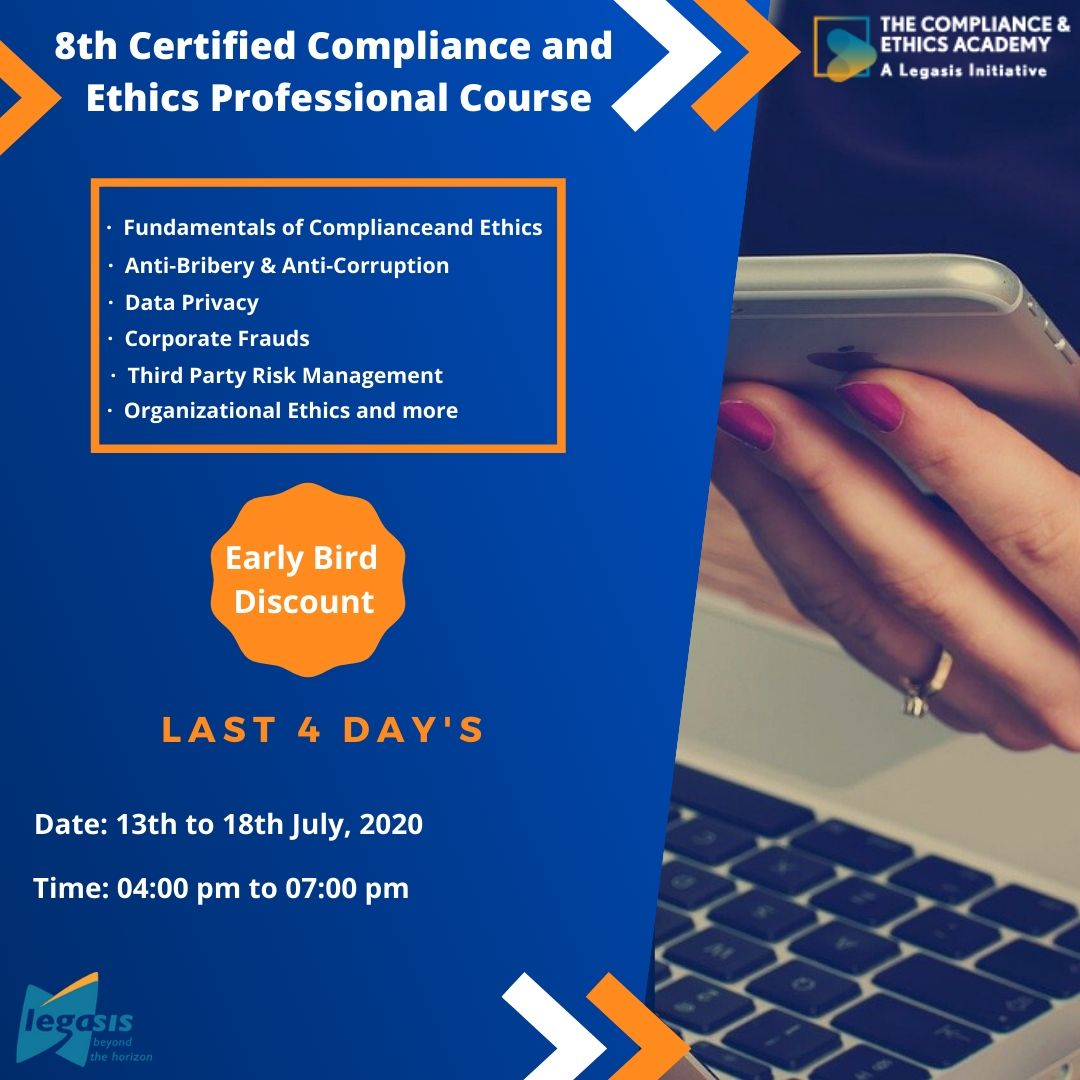 8th Certified Compliance and
Ethics Professional Course
THE COMPLIANCE &
ETHICS ACADEMY
A Legasis Initiative
· Fundamentals of Complianceand Ethics
· Anti-Bribery & Anti-Corruption
· Data Privacy
· Corporate Frauds
· Third Party Risk Management
· Organizational Ethics and more
Early Bird
Discount
LAST 4 DAY'S
Date: 13th to 18th July, 2020
Time: 04:00 pm to 07:00 pm
legasis
beyond
the horizon